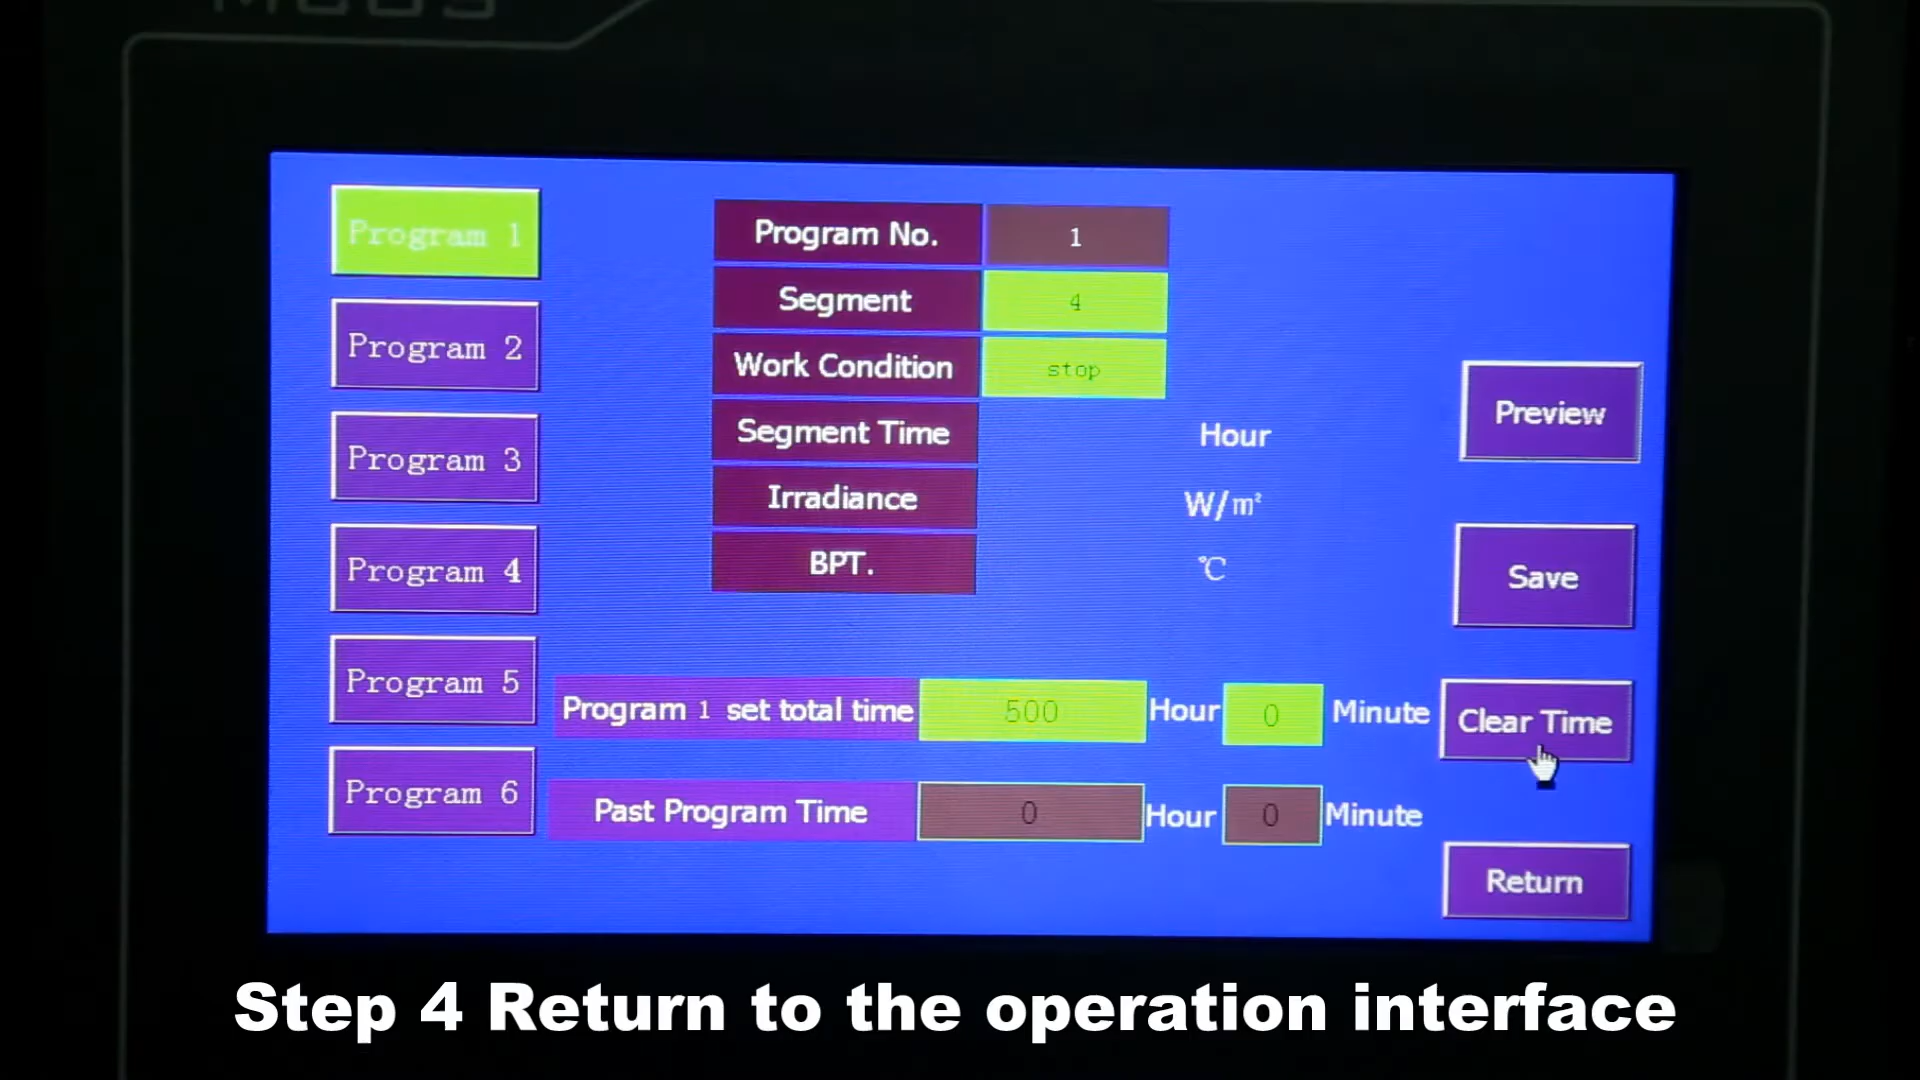 Program 1
Program 2
Program 3
Program 4
Program 5
Program 6
Program No. 1
Segment 4
Work Condition stop
Segment Time Hour
Irradiance W/m²
BPT. ℃
Program 1 set total time 500 Hour 0 Minute
Past Program Time 0 Hour 0 Minute
Preview
Save
Clear Time
Return
Step 4 Return to the operation interface